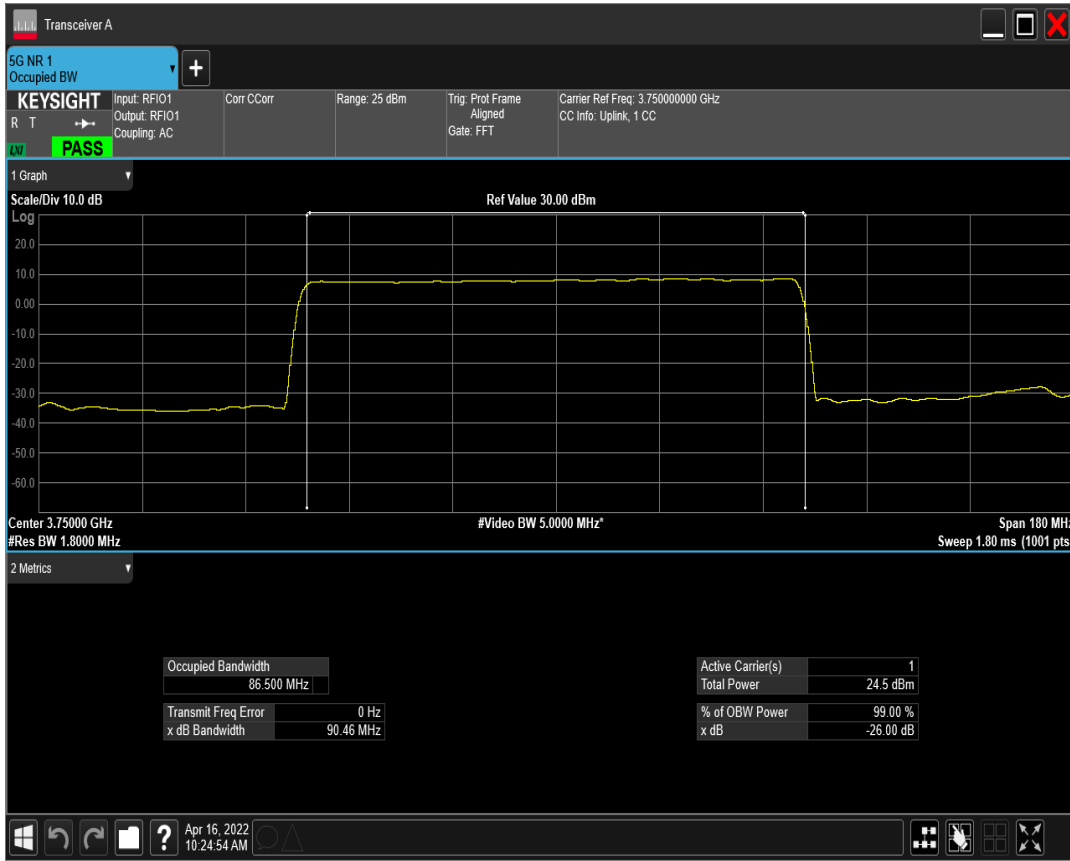 Transceiver A
5G NR 1
Occupied BW
+
KEYSIGHT
Input: RFIO1
Corr CCorr
Range: 25 dBm
Trig: Prot Frame
Carrier Ref Freq: 3.750000000 GHz
R T
Output: RFIO1
Aligned
CC Info: Uplink, 1 CC
Coupling: AC
Gate: FFT
LXI
PASS
1 Graph
Scale/Div 10.0 dB
Ref Value 30.00 dBm
Log
20.0
10.0
0.00
-10.0
-20.0
-30.0
-40.0
-50.0
-60.0
Center 3.75000 GHz
#Video BW 5.0000 MHz*
Span 180 MHz
#Res BW 1.8000 MHz
Sweep 1.80 ms (1001 pts
2 Metrics
Occupied Bandwidth
86.500 MHz
Transmit Freq Error 0 Hz
x dB Bandwidth 90.46 MHz
Active Carrier(s) 1
Total Power 24.5 dBm
% of OBW Power 99.00 %
x dB -26.00 dB
?
Apr 16, 2022
10:24:54 AM